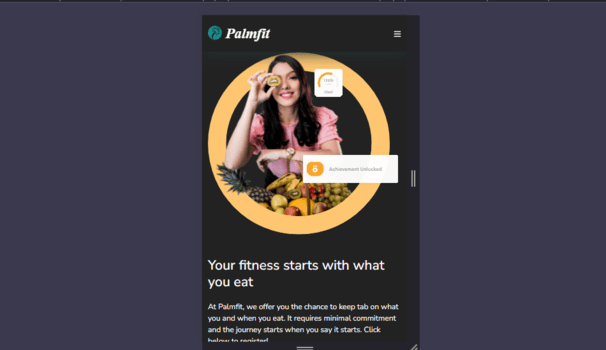 Palmfit
Achievement Unlocked
Your fitness starts with what
you eat
At Palmfit, we offer you the chance to keep tab on what
you and when you eat. It requires minimal commitment
and the journey starts when you say it starts. Click
below to register!